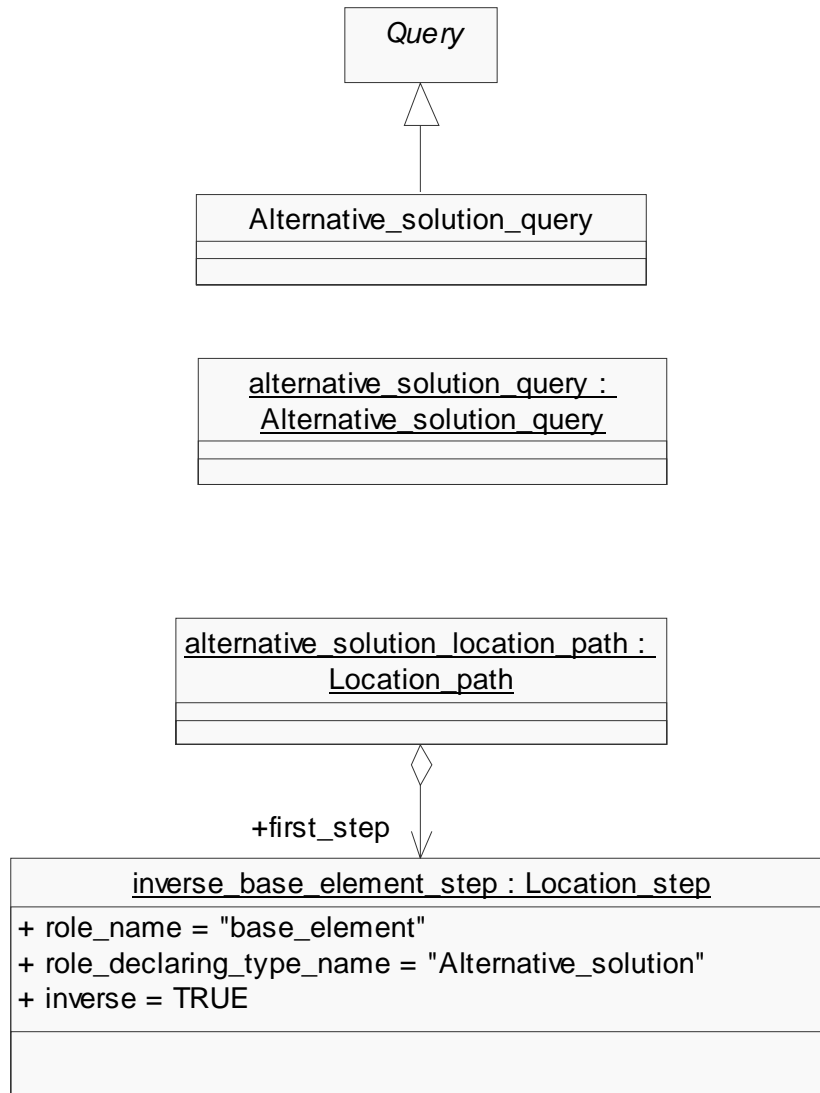 Query
Alternative_solution_query
alternative_solution_query :
Alternative_solution_query
alternative_solution_location_path :
Location_path
+first_step
inverse_base_element_step : Location_step
+ role_name = "base_element"
+ role_declaring_type_name = "Alternative_solution"
+ inverse = TRUE